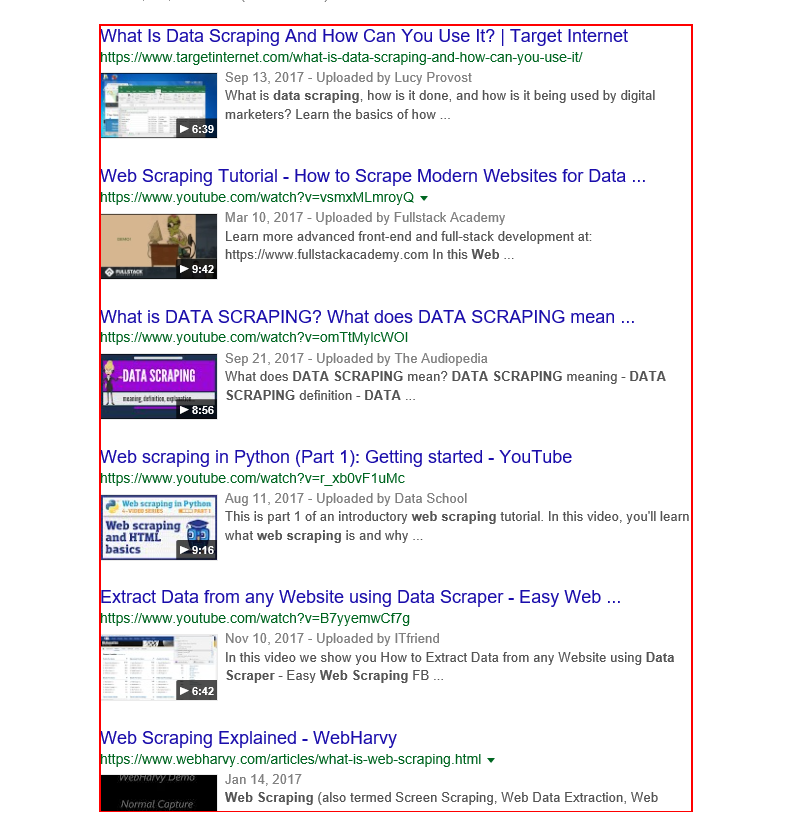 What Is Data Scraping And How Can You Use It? | Target Internet
https://www.targetinternet.com/what-is-data-scraping-and-how-can-you-use-it/
Sep 13, 2017 - Uploaded by Lucy Provost
What is data scraping, how is it done, and how is it being used by digital
marketers? Learn the basics of how ...
6:39
Web Scraping Tutorial - How to Scrape Modern Websites for Data ...
https://www.youtube.com/watch?v=vsmxMLmroyQ
Mar 10, 2017 - Uploaded by Fullstack Academy
Learn more advanced front-end and full-stack development at:
https://www.fullstackacademy.com In this Web ...
FULLSTACK
9:42
What is DATA SCRAPING? What does DATA SCRAPING mean ...
https://www.youtube.com/watch?v=omTtMylcWOI
Sep 21, 2017 - Uploaded by The Audiopedia
What does DATA SCRAPING mean? DATA SCRAPING meaning - DATA
SCRAPING definition - DATA ...
-DATA SCRAPING
meaning, definition, explanation
8:56
Web scraping in Python (Part 1): Getting started - YouTube
https://www.youtube.com/watch?v=r_xb0vF1uMc
Aug 11, 2017 - Uploaded by Data School
This is part 1 of an introductory web scraping tutorial. In this video, you'll learn
what web scraping is and why ...
Web scraping in Python
4-VIDEO SERIES PART 1
Web scraping
and HTML
basics
9:16
Extract Data from any Website using Data Scraper - Easy Web ...
https://www.youtube.com/watch?v=B7yyemwCf7g
Nov 10, 2017 - Uploaded by ITfriend
In this video we show you How to Extract Data from any Website using Data
Scraper - Easy Web Scraping FB ...
6:42
Web Scraping Explained - WebHarvy
https://www.webharvy.com/articles/what-is-web-scraping.html
Jan 14, 2017
Web Scraping (also termed Screen Scraping, Web Data Extraction, Web
WebHarvy Demo
Normal Capture